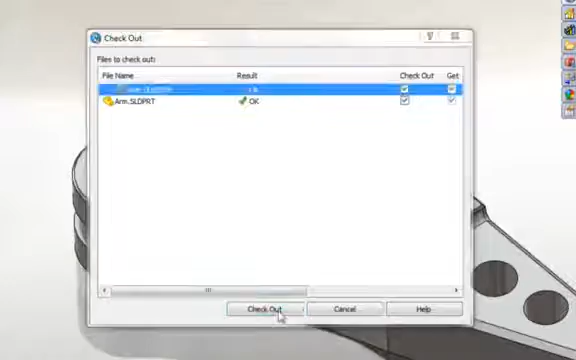 Check Out
Files to check out:
File Name Result Check Out Get
Arm.SLDPRT OK
Check Out Cancel Help